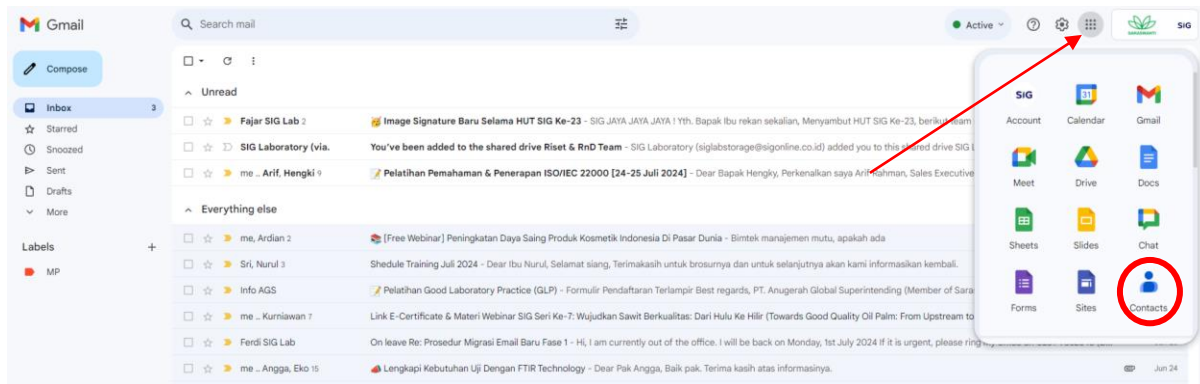 Gmail
Search mail
Active
SIG
Compose
Inbox 3
Starred
Snoozed
Sent
Drafts
More
Labels +
MP
Unread
Fajar SIG Lab 2 Image Signature Baru Selama HUT SIG Ke-23 - SIG JAYA JAYA JAYA ! Yth. Bapak Ibu rekan sekalian, Menyambut HUT SIG Ke-23, berikut team
SIG Laboratory (via. You've been added to the shared drive Riset & RnD Team - SIG Laboratory (siglabstorage@sigonline.co.id) added you to this shared drive SIG
me .. Arif, Hengki 9 Pelatihan Pemahaman & Penerapan ISO/IEC 22000 [24-25 Juli 2024] - Dear Bapak Hengky, Perkenalkan saya Arif Rahman, Sales Executive
Everything else
me, Ardian 2 [Free Webinar] Peningkatan Daya Saing Produk Kosmetik Indonesia Di Pasar Dunia - Bimtek manajemen mutu, apakah ada
Sri, Nurul 3 Shedule Training Juli 2024 - Dear Ibu Nurul, Selamat siang, Terimakasih untuk brosurnya dan untuk selanjutnya akan kami informasikan kembali.
Info AGS Pelatihan Good Laboratory Practice (GLP) - Formulir Pendaftaran Terlampir Best regards, PT. Anugerah Global Superintending (Member of Sara
me .. Kurniawan 7 Link E-Certificate & Materi Webinar SIG Seri Ke-7: Wujudkan Sawit Berkualitas: Dari Hulu Ke Hilir (Towards Good Quality Oil Palm: From Upstream to
Ferdi SIG Lab On leave Re: Prosedur Migrasi Email Baru Fase 1 - Hi, I am currently out of the office. I will be back on Monday, 1st July 2024 If it is urgent, please ring
me .. Angga, Eko 15 Lengkapi Kebutuhan Uji Dengan FTIR Technology - Dear Pak Angga, Baik pak. Terima kasih atas informasinya. Jun 24
SIG 31
Account Calendar Gmail
Meet Drive Docs
Sheets Slides Chat
Forms Sites Contacts